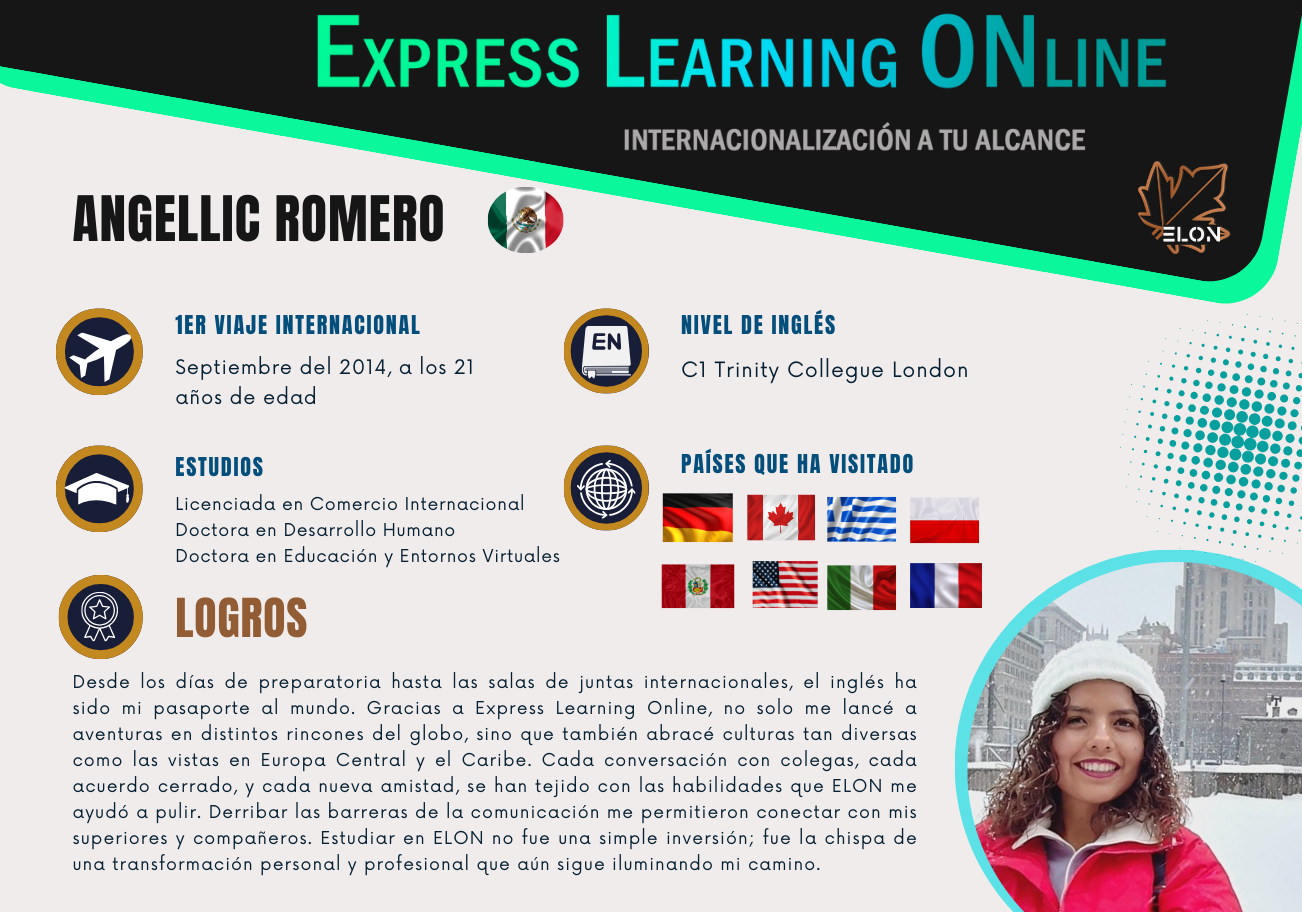 EXPRESS LEARNING ONLINE
INTERNACIONALIZACIÓN A TU ALCANCE
ELON
ANGELLIC ROMERO
1ER VIAJE INTERNACIONAL
Septiembre del 2014, a los 21
años de edad
EN
NIVEL DE INGLÉS
C1 Trinity Collegue London
ESTUDIOS
Licenciada en Comercio Internacional
Doctora en Desarrollo Humano
Doctora en Educación y Entornos Virtuales
PAÍSES QUE HA VISITADO
LOGROS
Desde los días de preparatoria hasta las salas de juntas internacionales, el inglés ha
sido mi pasaporte al mundo. Gracias a Express Learning Online, no solo me lancé a
aventuras en distintos rincones del globo, sino que también abracé culturas tan diversas
como las vistas en Europa Central y el Caribe. Cada conversación con colegas, cada
acuerdo cerrado, y cada nueva amistad, se han tejido con las habilidades que ELON me
ayudó a pulir. Derribar las barreras de la comunicación me permitieron conectar con mis
superiores y compañeros. Estudiar en ELON no fue una simple inversión; fue la chispa de
una transformación personal y profesional que aún sigue iluminando mi camino.